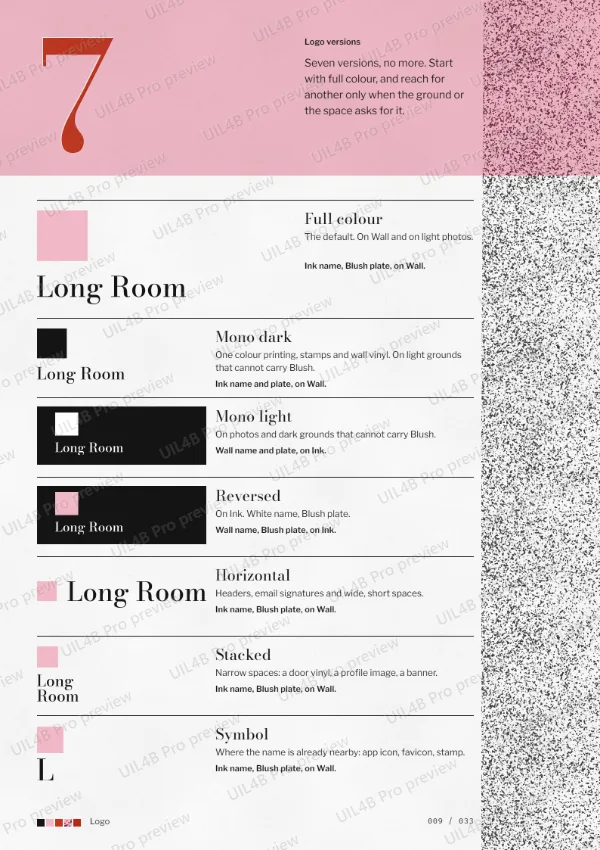 7
Logo versions
Seven versions, no more. Start
with full colour, and reach for
another only when the ground or
the space asks for it.
Long Room
Full colour
The default. On Wall and on light photos.
Ink name, Blush plate, on Wall.
Long Room
Mono dark
One colour printing, stamps and wall vinyl. On light grounds
that cannot carry Blush.
Ink name and plate, on Wall.
Long Room
Mono light
On photos and dark grounds that cannot carry Blush.
Wall name and plate, on Ink.
Long Room
Reversed
On Ink. White name, Blush plate.
Wall name, Blush plate, on Ink.
Long Room
Horizontal
Headers, email signatures and wide, short spaces.
Ink name, Blush plate, on Wall.
Long
Room
Stacked
Narrow spaces: a door vinyl, a profile image, a banner.
Ink name, Blush plate, on Wall.
L
Symbol
Where the name is already nearby: app icon, favicon, stamp.
Ink name, Blush plate, on Wall.
Logo
009 / 033
UIL4B Pro preview